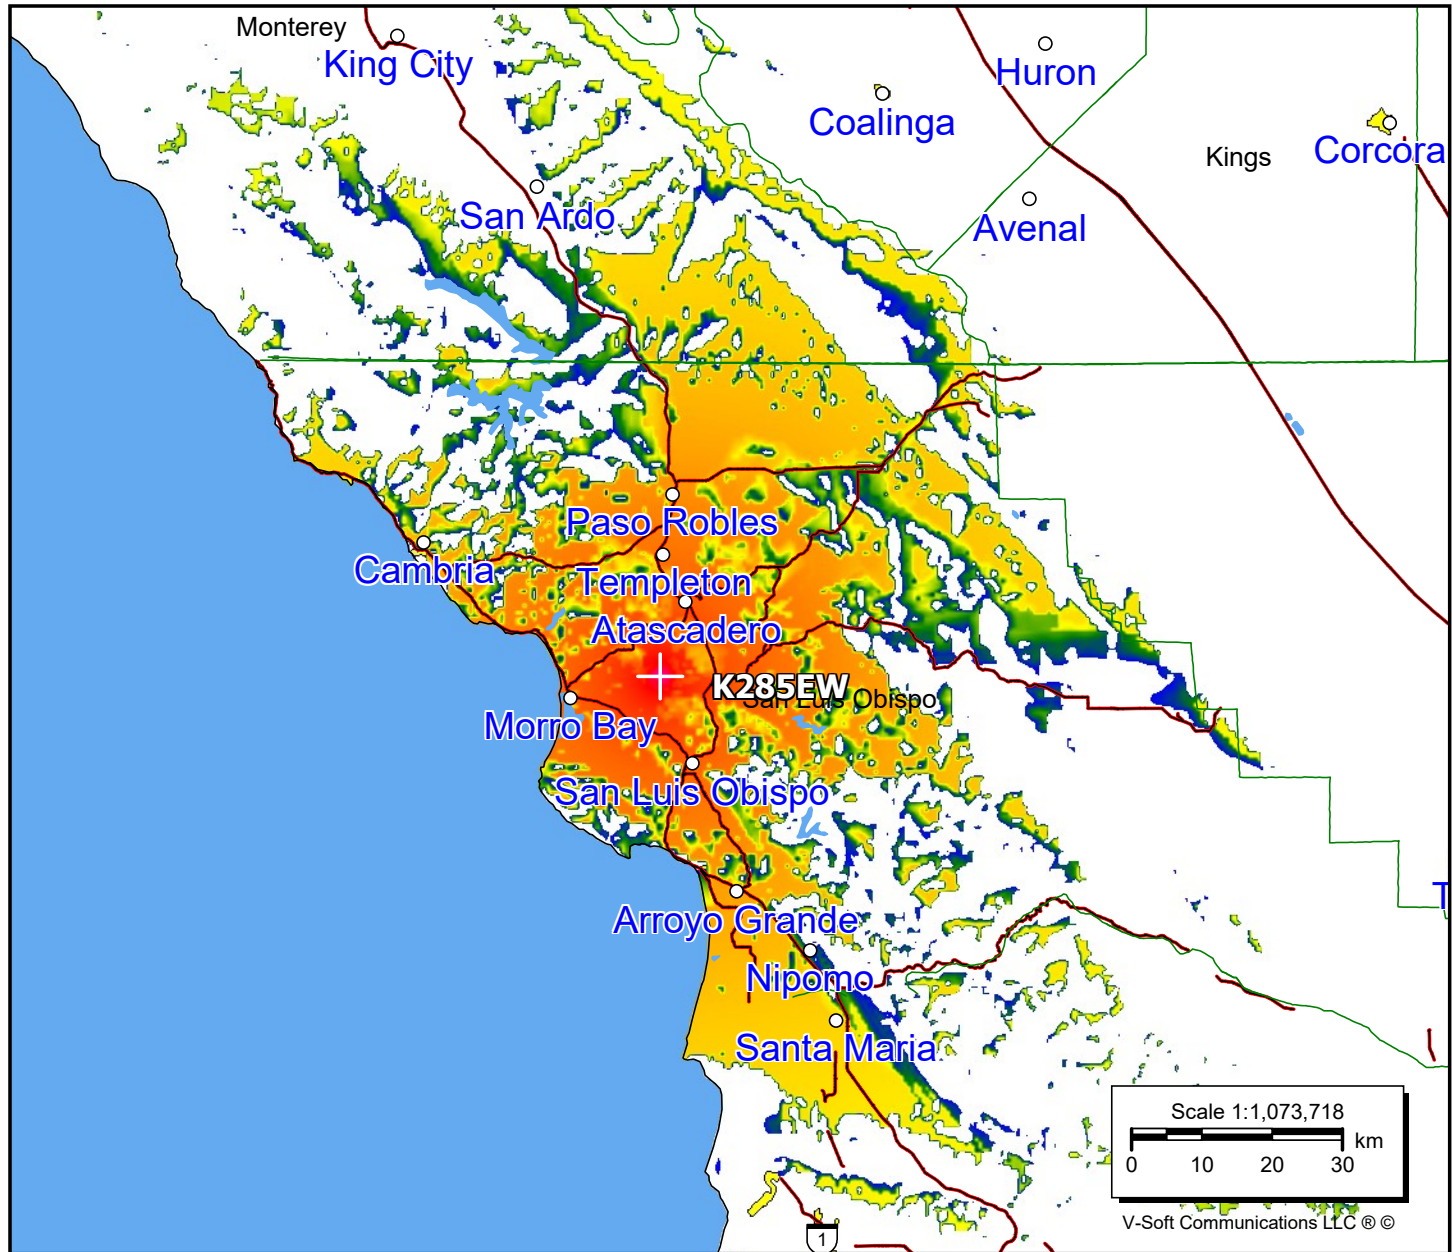 Monterey
King City
Huron
Coalinga
Kings
Corcora
San Ardo
Avenal
Paso Robles
Cambria
Templeton
Atascadero
K285EW
San Luis Obispo
Morro Bay
San Luis Obispo
T
Arroyo Grande
Nipomo
Santa Maria
Scale 1:1,073,718
km
0 10 20 30
V-Soft Communications LLC ® ©
1